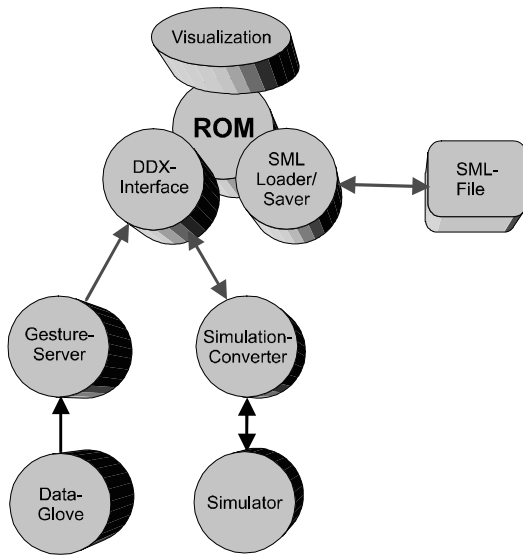 Visualization
ROM
DDX-
Interface
SML
Loader/
Saver
SML-
File
Gesture-
Server
Simulation-
Converter
Data-
Glove
Simulator